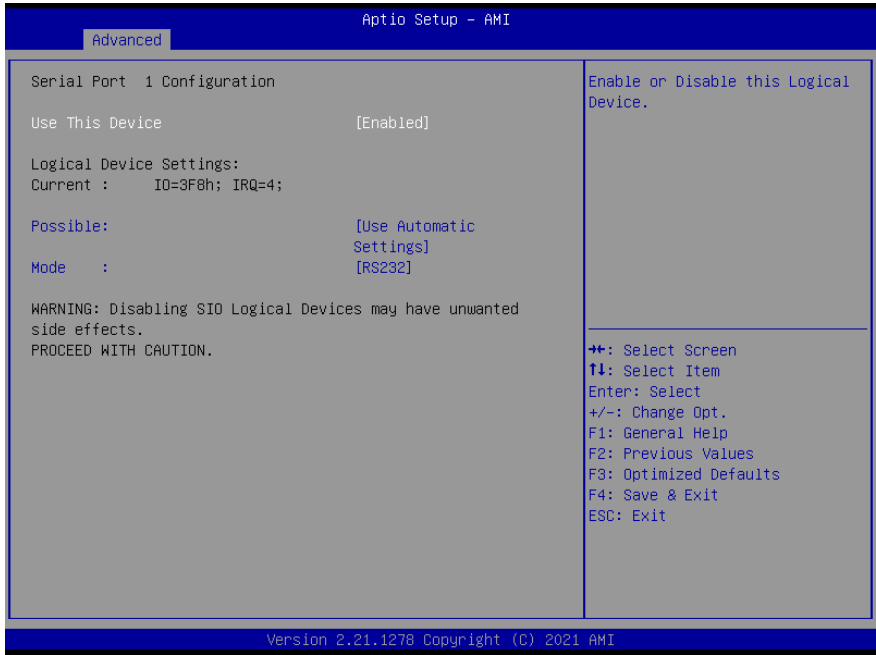 Aptio Setup – AMI
Advanced
Serial Port 1 Configuration
Use This Device [Enabled]
Logical Device Settings:
Current : IO=3F8h; IRQ=4;
Possible: [Use Automatic
Settings]
Mode : [RS232]
WARNING: Disabling SIO Logical Devices may have unwanted
side effects.
PROCEED WITH CAUTION.
Enable or Disable this Logical
Device.
→←: Select Screen
↑↓: Select Item
Enter: Select
+/-: Change Opt.
F1: General Help
F2: Previous Values
F3: Optimized Defaults
F4: Save & Exit
ESC: Exit
Version 2.21.1278 Copyright (C) 2021 AMI